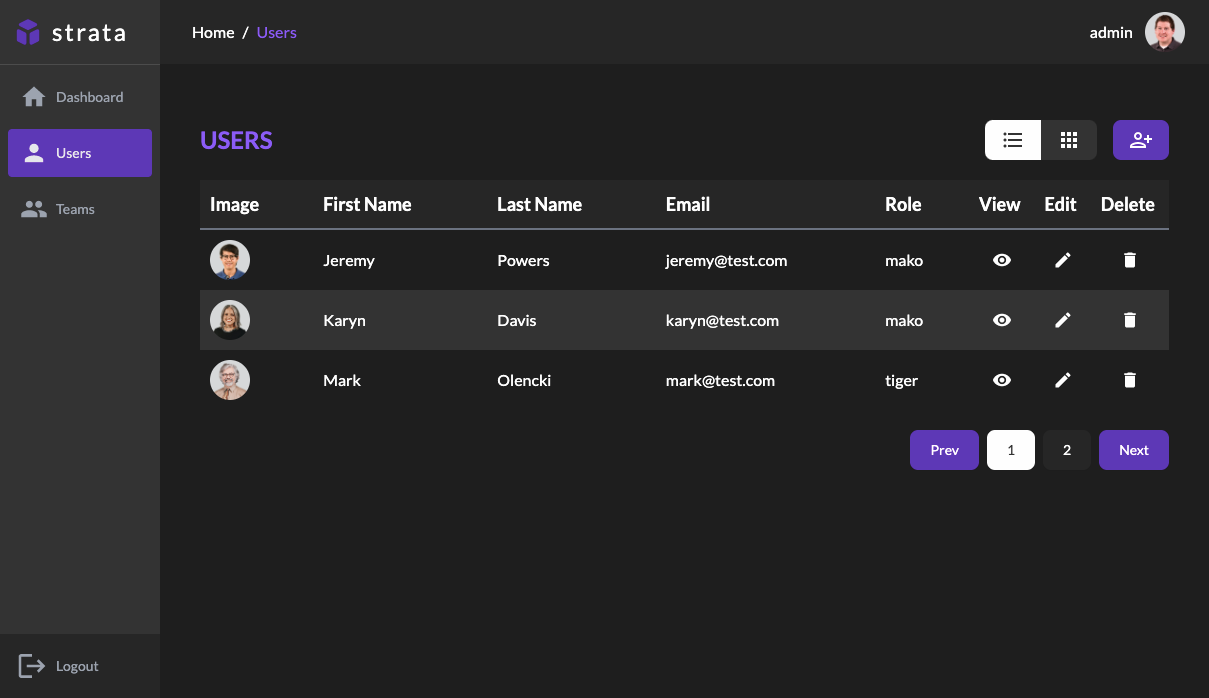 strata
Home / Users
admin
Dashboard
Users
Teams
Logout
USERS
Image First Name Last Name Email Role View Edit Delete
Jeremy Powers jeremy@test.com mako
Karyn Davis karyn@test.com mako
Mark Olencki mark@test.com tiger
Prev 1 2 Next